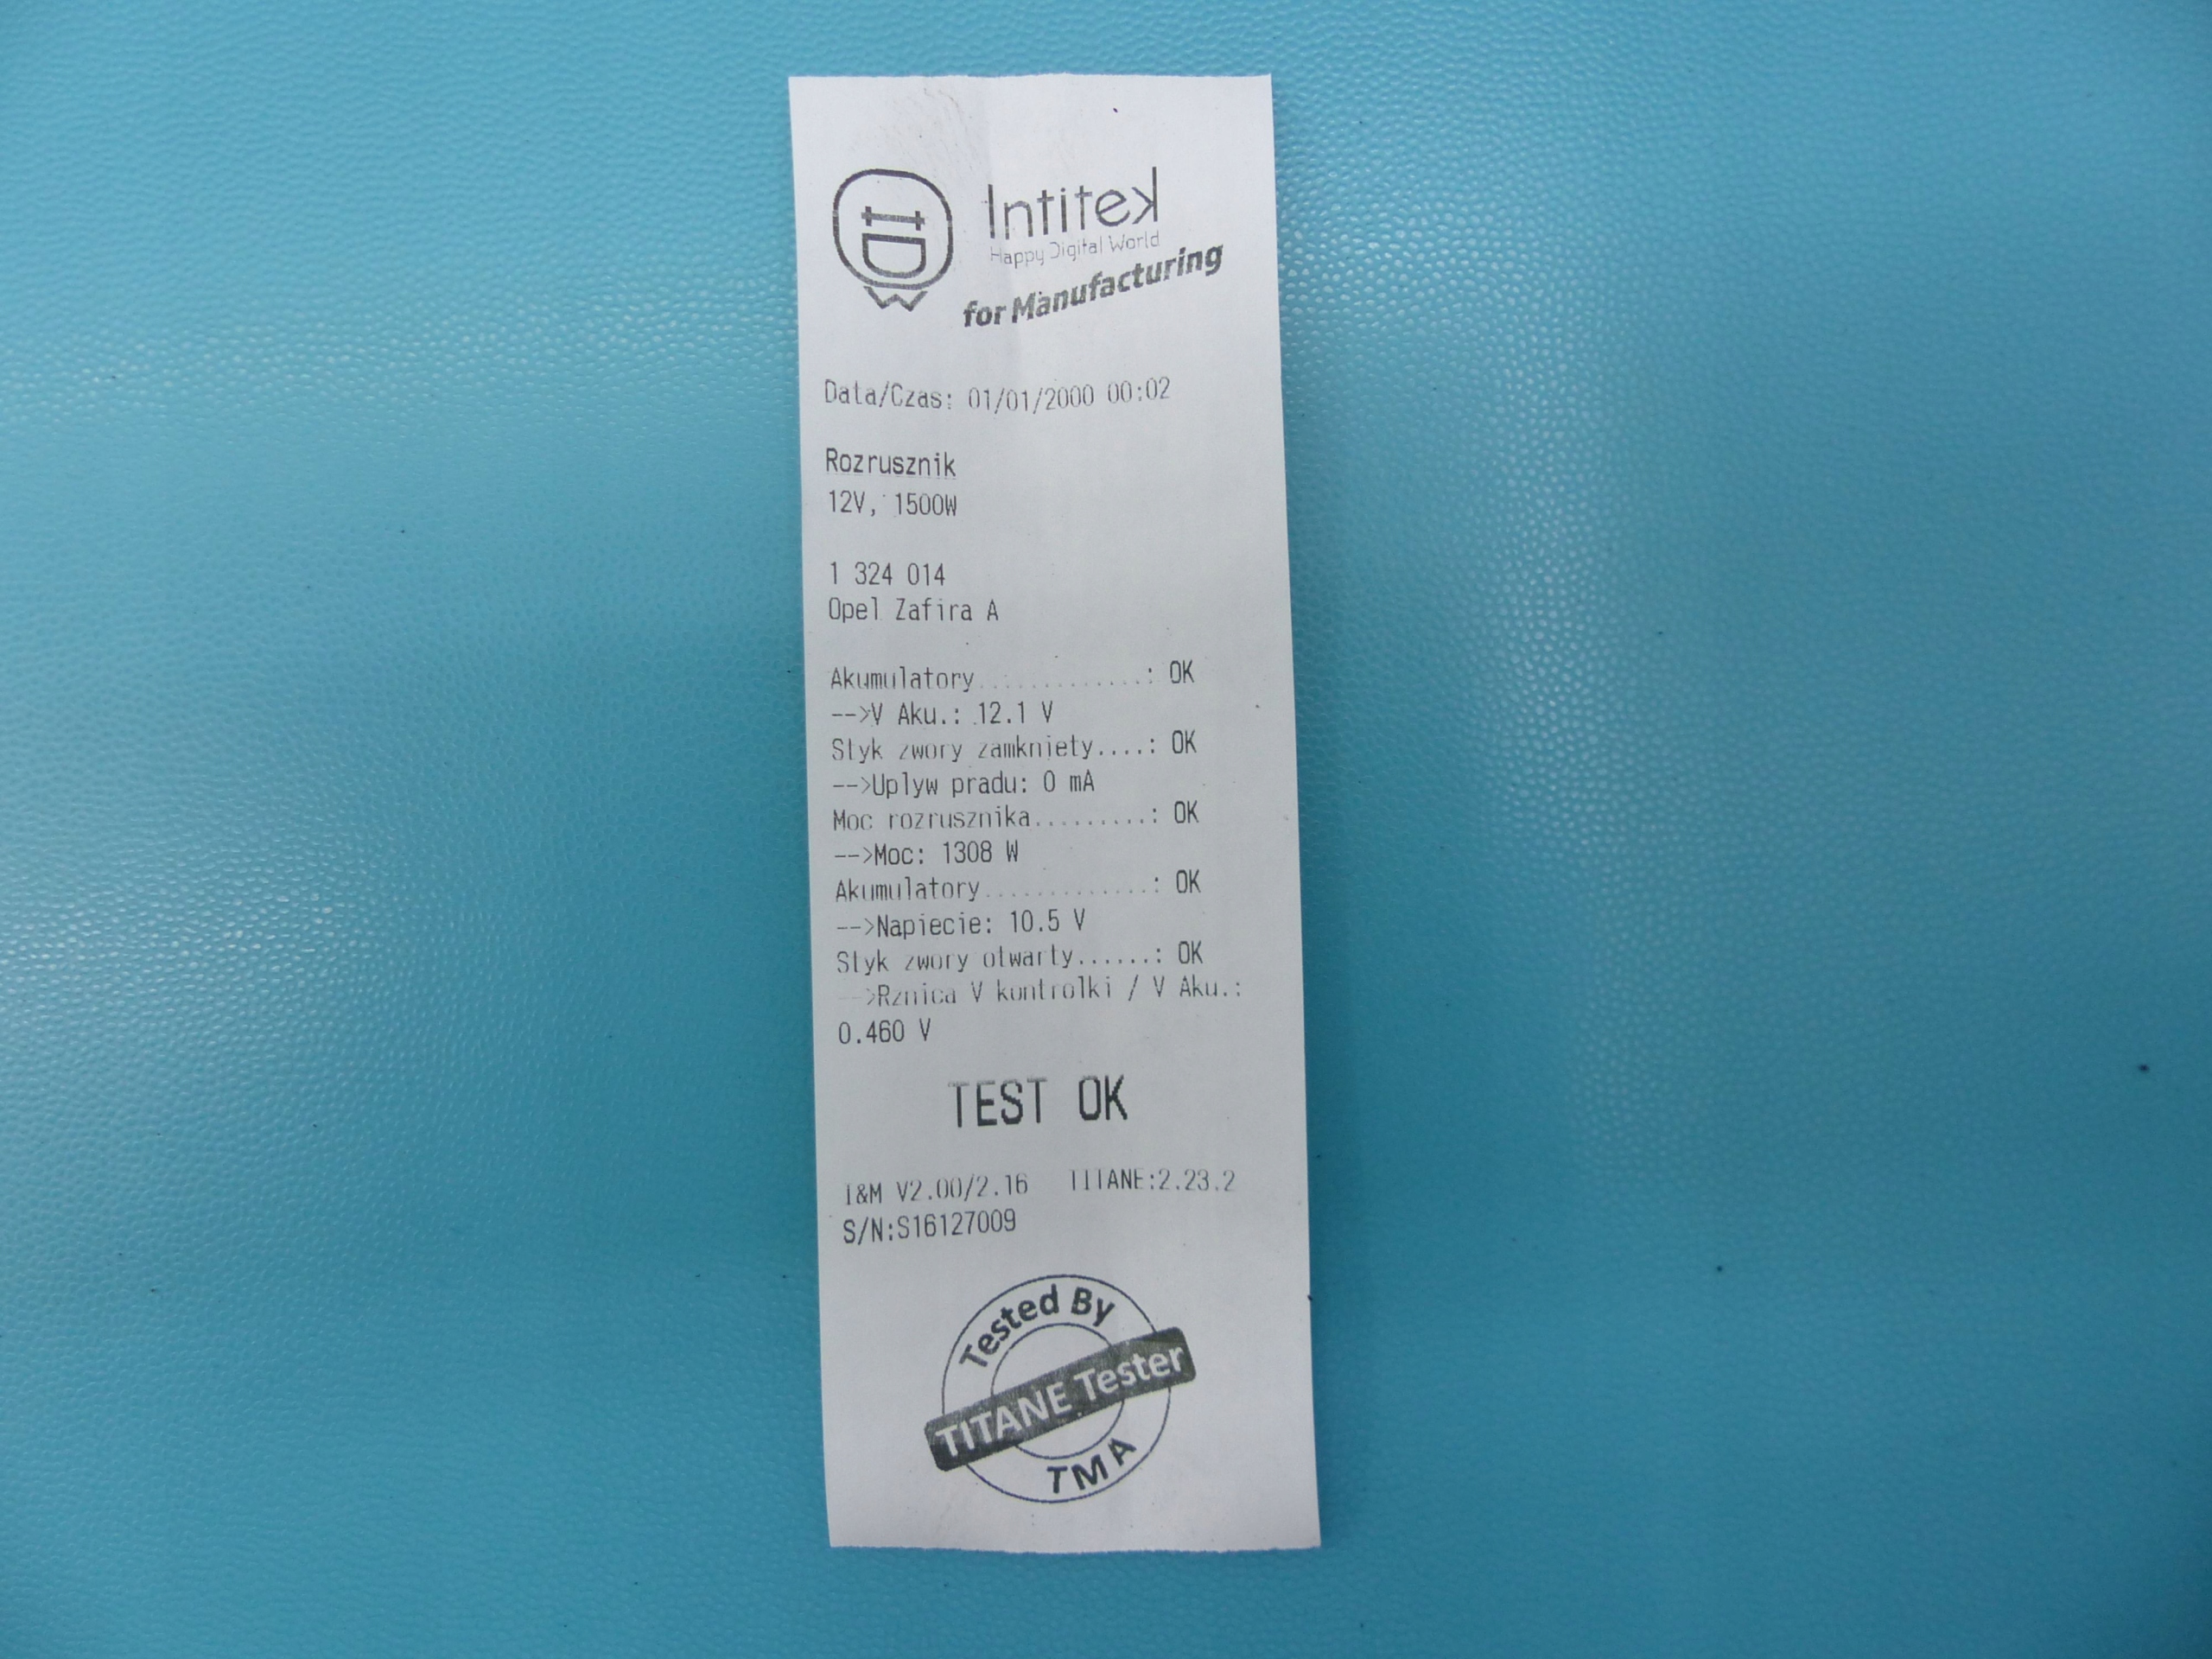 Intitek
Happy Digital World
for Manufacturing
Data/Czas: 01/01/2000 00:02
Rozrusznik
12V, 1500W
1 324 014
Opel Zafira A
Akumulatory.............: OK
-->V Aku.: 12.1 V
Styk zwory zamkniety....: OK
-->Uplyw pradu: 0 mA
Moc rozrusznika.........: OK
-->Moc: 1308 W
Akumulatory.............: OK
-->Napiecie: 10.5 V
Styk zwory otwarty......: OK
-->Rznica V kontrolki / V Aku.:
0.460 V
TEST OK
I&M V2.00/2.16 TITANE:2.23.2
S/N:S16127009
Tested By
TITANE Tester
TMA